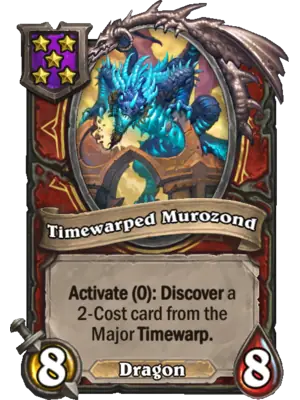 Timewarped Murozond
Activate (0): Discover a
2-Cost card from the
Major Timewarp.
8
Dragon
8